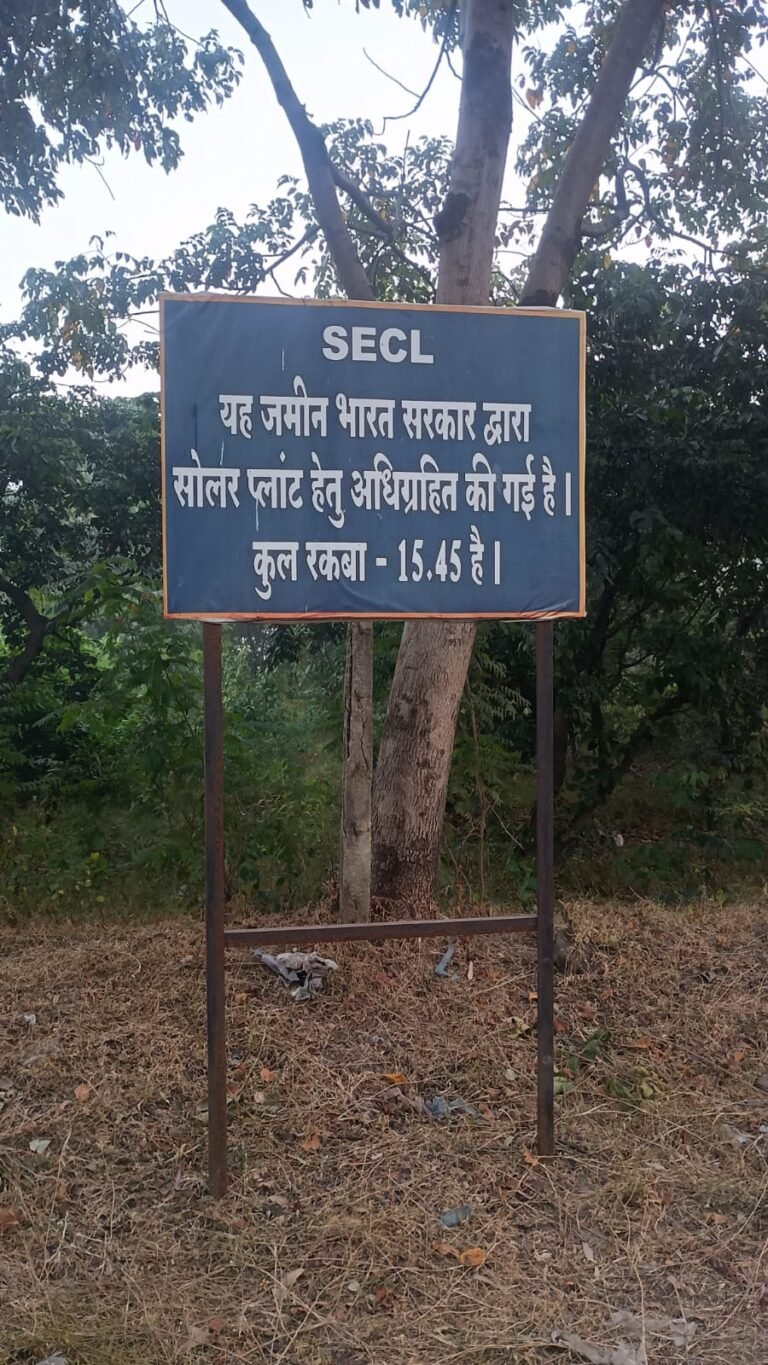 SECL
यह जमीन भारत सरकार द्वारा
सोलर प्लांट हेतु अधिग्रहित की गई है।
कुल रकबा - 15.45 है।